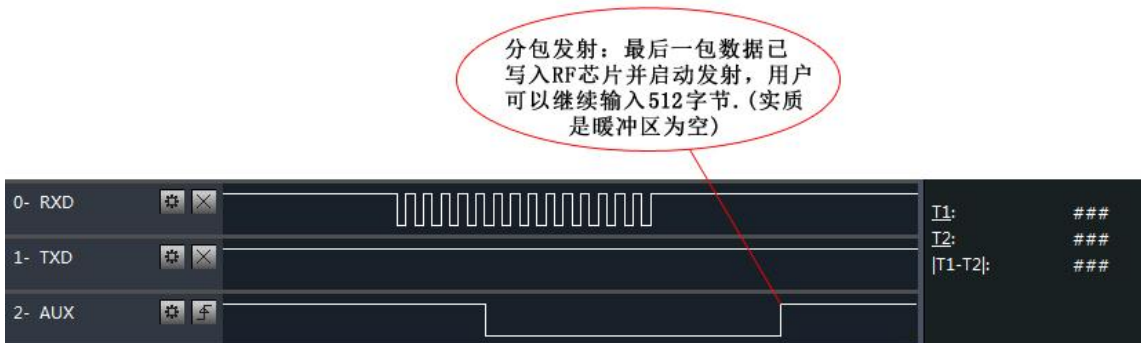 分包发射：最后一包数据已
写入RF芯片并启动发射，用户
可以继续输入512字节.(实质
是暖冲区为空)
0- RXD
1- TXD
2- AUX
T1: ###
T2: ###
|T1-T2|: ###